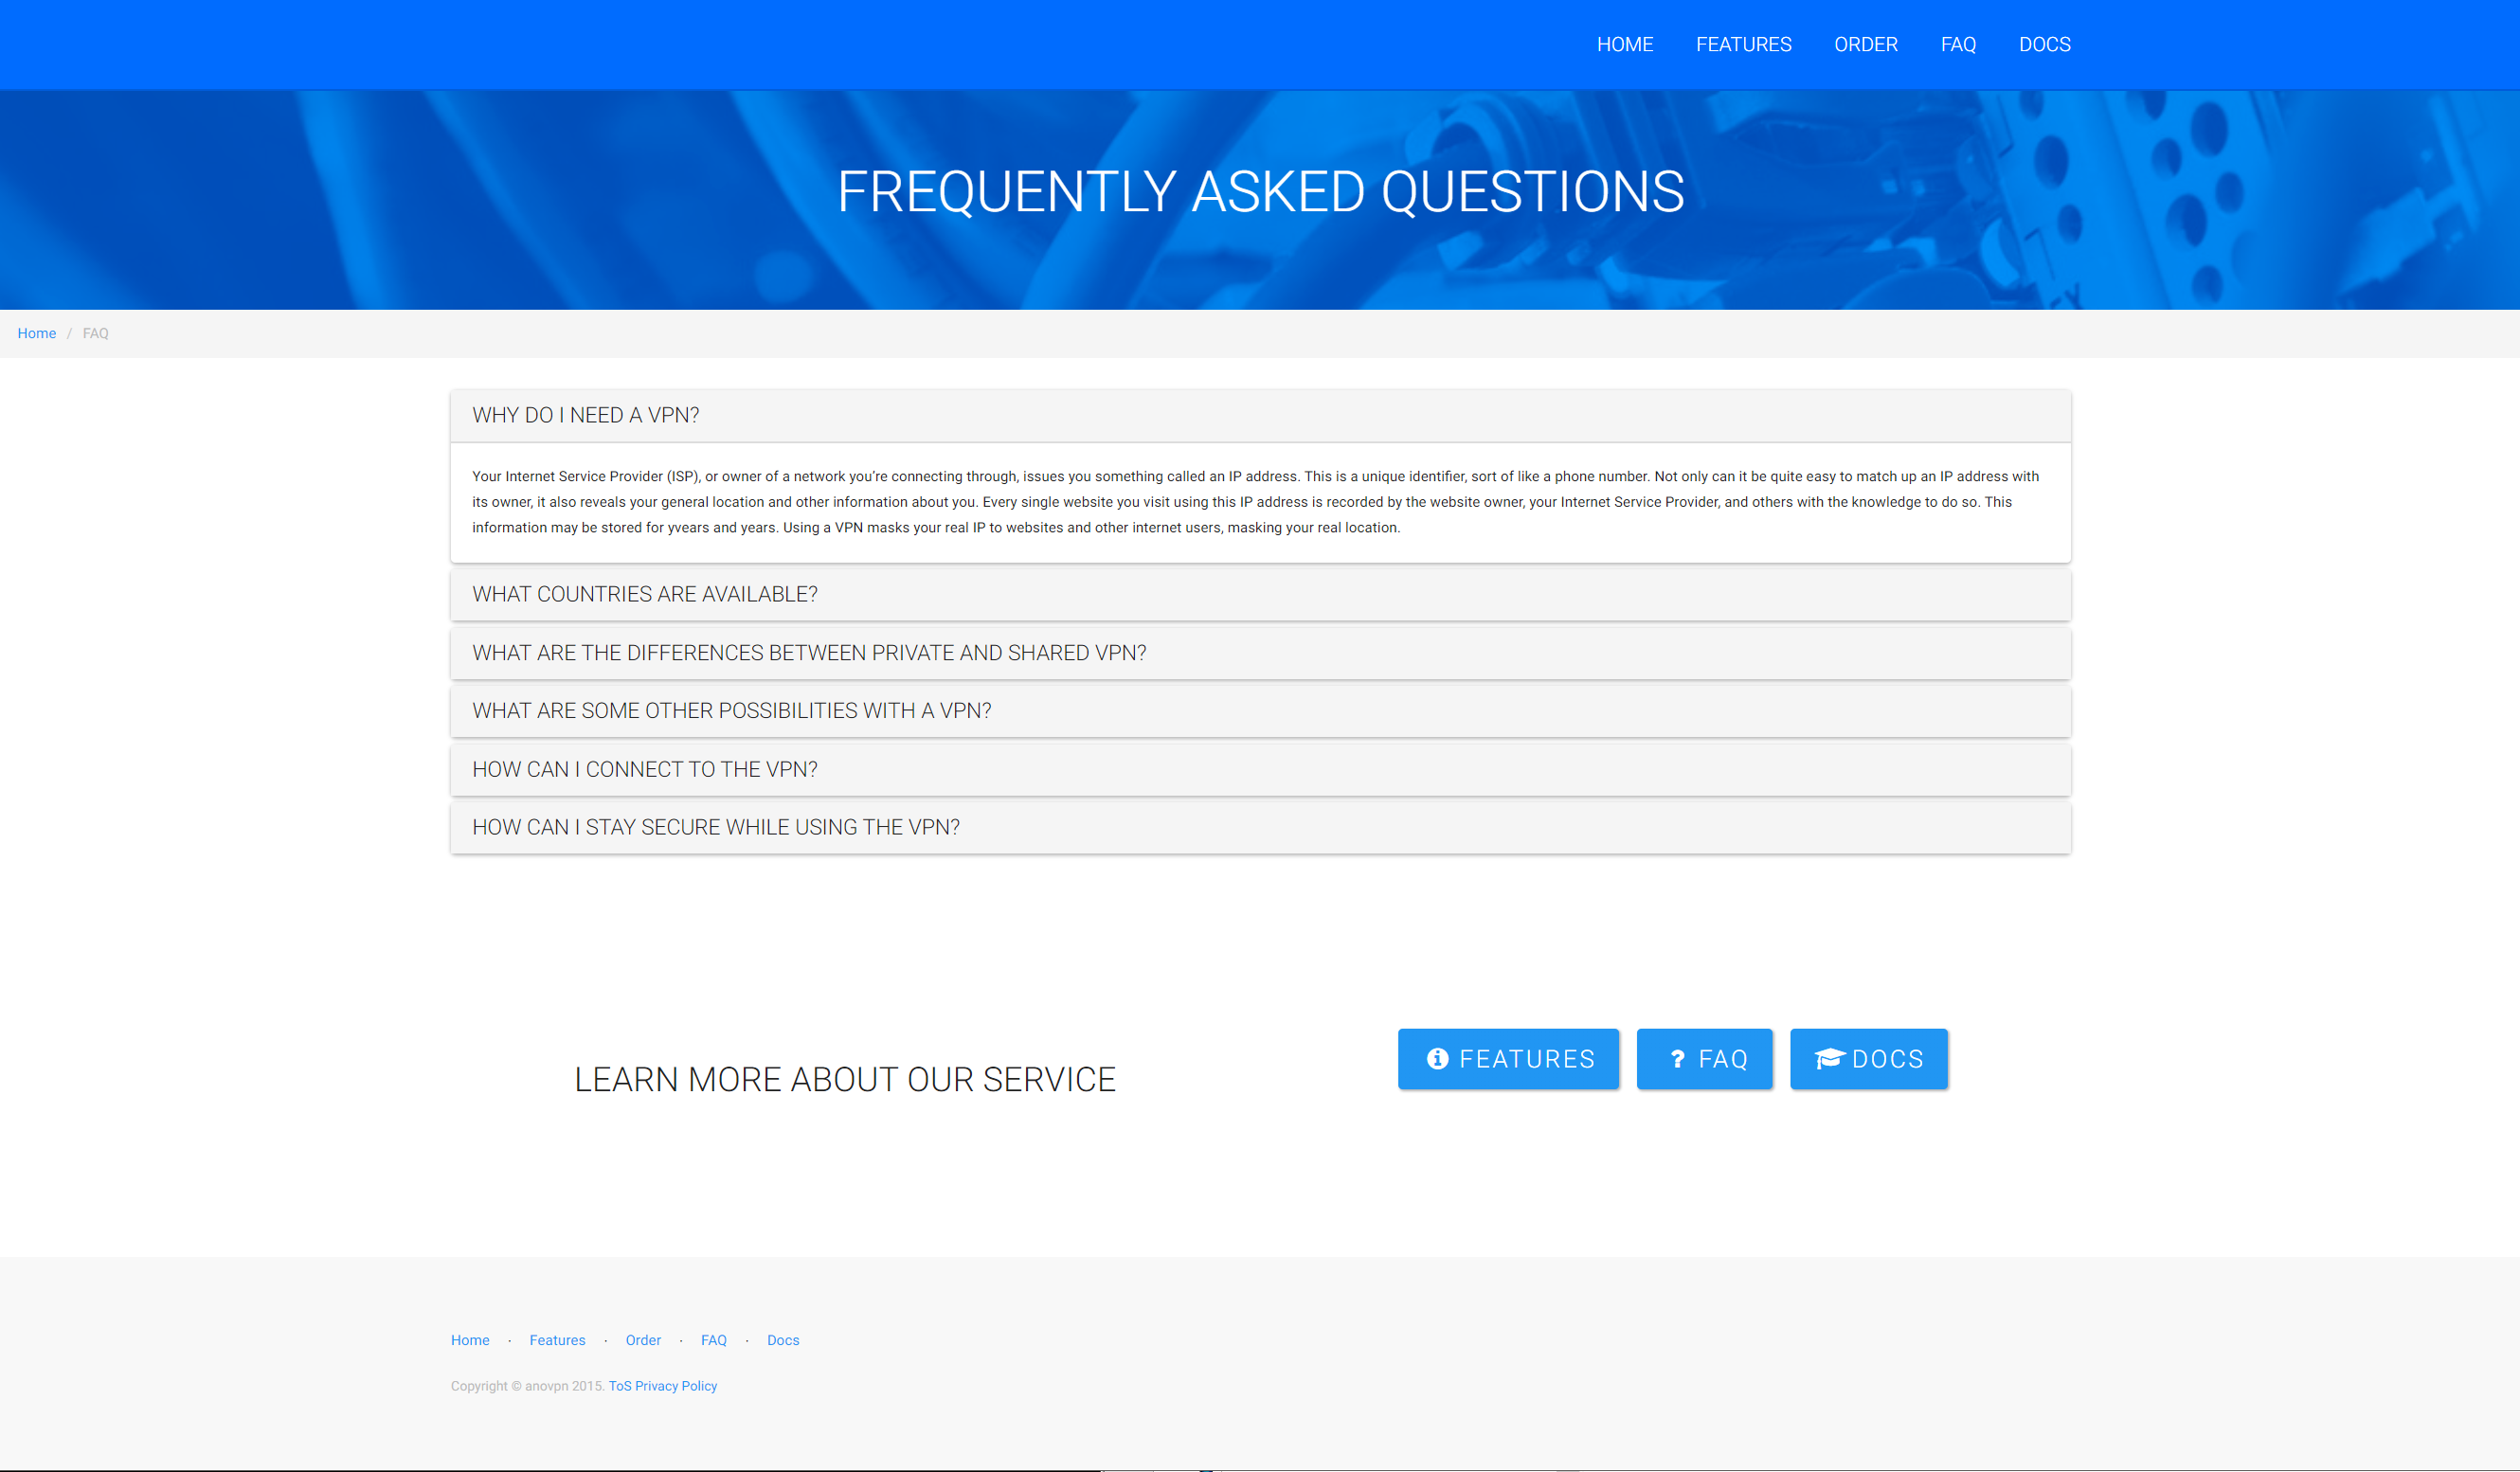 HOME FEATURES ORDER FAQ DOCS
FREQUENTLY ASKED QUESTIONS
Home / FAQ
WHY DO I NEED A VPN?
Your Internet Service Provider (ISP), or owner of a network you're connecting through, issues you something called an IP address. This is a unique identifier, sort of like a phone number. Not only can it be quite easy to match up an IP address with
its owner, it also reveals your general location and other information about you. Every single website you visit using this IP address is recorded by the website owner, your Internet Service Provider, and others with the knowledge to do so. This
information may be stored for yvears and years. Using a VPN masks your real IP to websites and other internet users, masking your real location.
WHAT COUNTRIES ARE AVAILABLE?
WHAT ARE THE DIFFERENCES BETWEEN PRIVATE AND SHARED VPN?
WHAT ARE SOME OTHER POSSIBILITIES WITH A VPN?
HOW CAN I CONNECT TO THE VPN?
HOW CAN I STAY SECURE WHILE USING THE VPN?
LEARN MORE ABOUT OUR SERVICE
FEATURES
? FAQ
DOCS
Home · Features · Order · FAQ · Docs
Copyright © anovpn 2015. ToS Privacy Policy